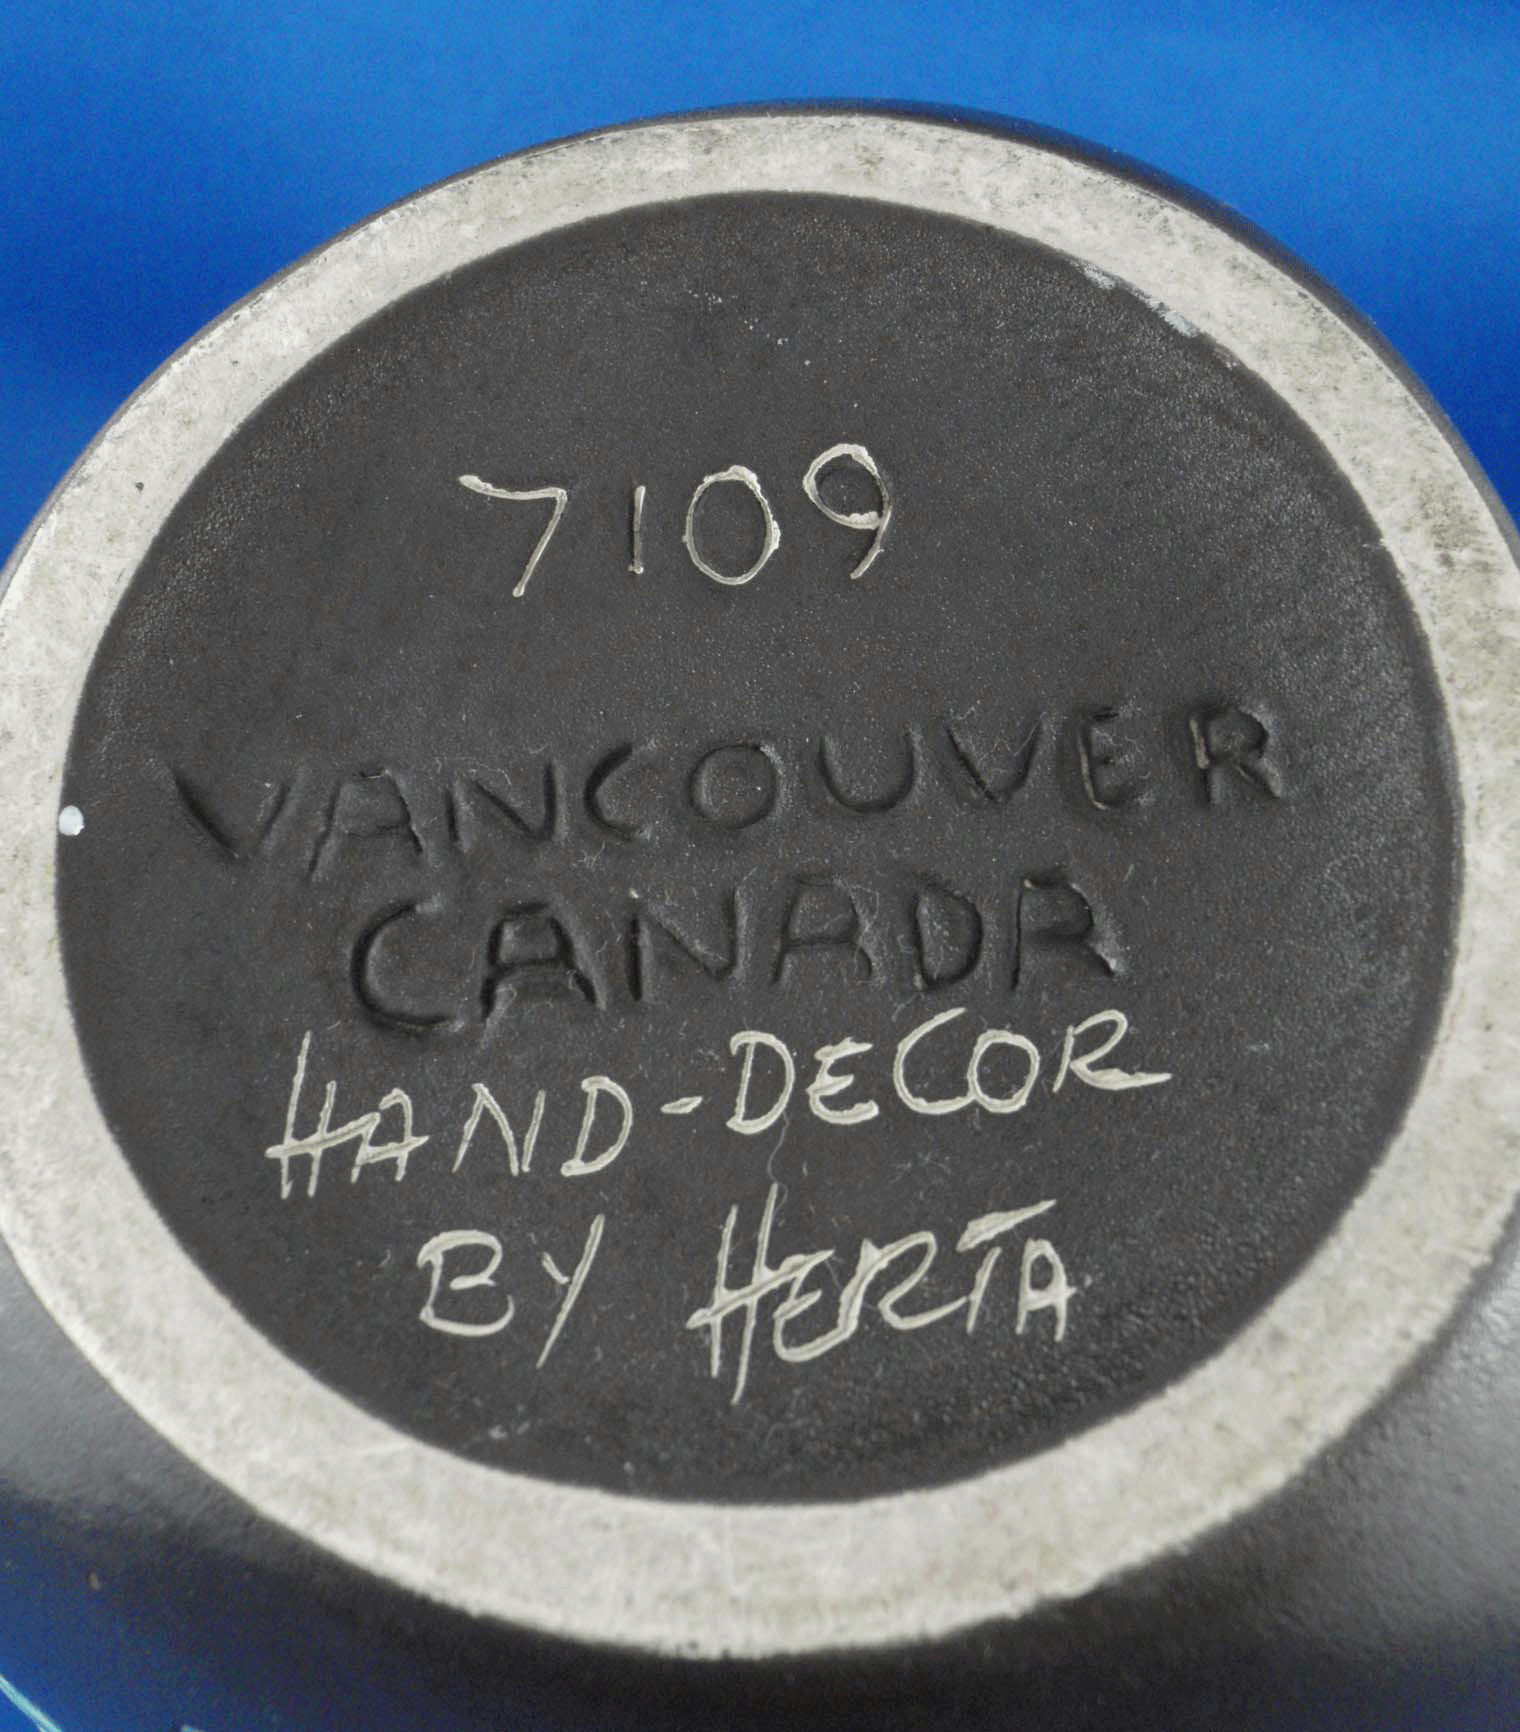 7109
VANCOUVER
CANADA
HAND-DECOR
BY HERTA